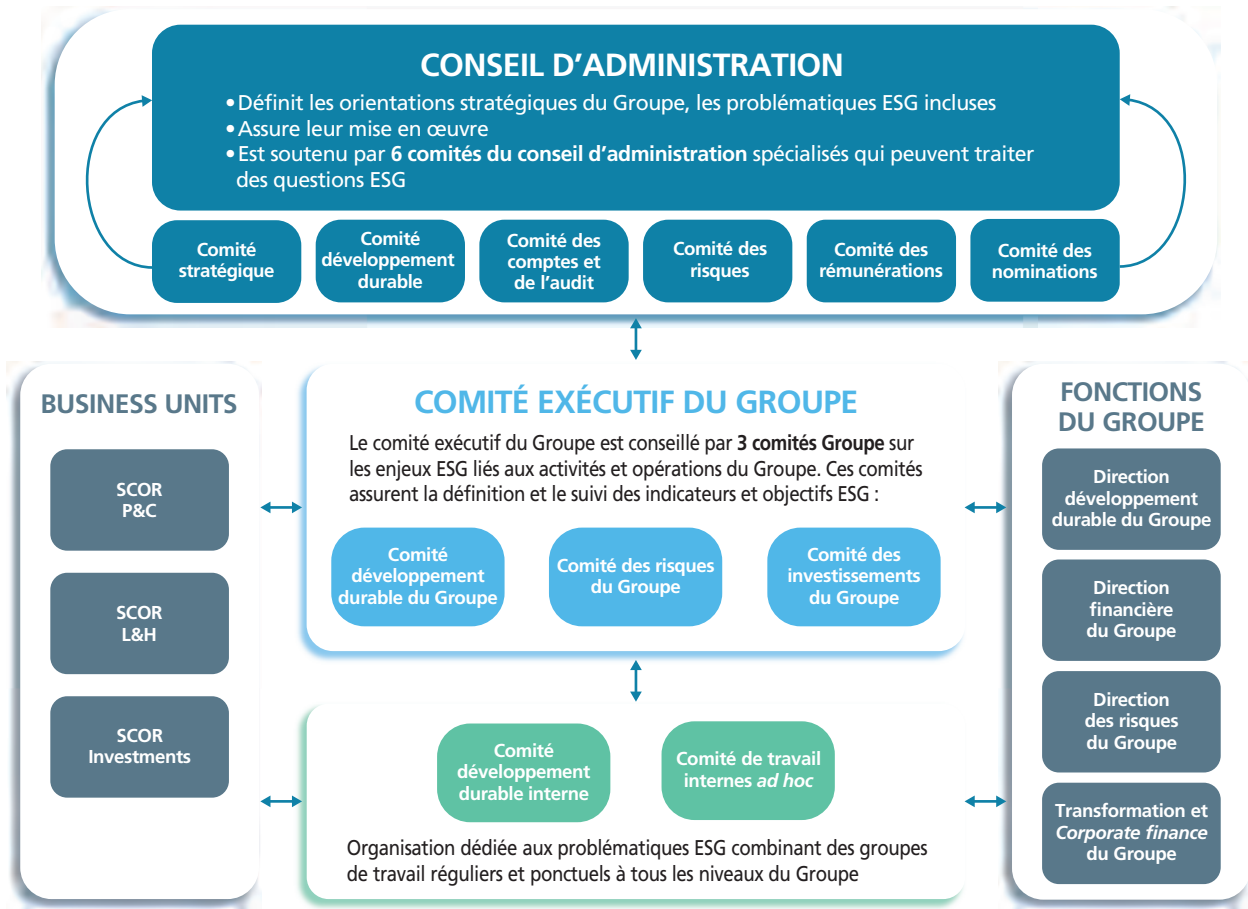 CONSEIL D'ADMINISTRATION
• Définit les orientations stratégiques du Groupe, les problématiques ESG incluses
• Assure leur mise en œuvre
• Est soutenu par 6 comités du conseil d'administration spécialisés qui peuvent traiter
des questions ESG
Comité
stratégique
Comité
développement
durable
Comité des
comptes et
de l'audit
Comité des
risques
Comité des
rémunérations
Comité des
nominations
BUSINESS UNITS
SCOR
P&C
SCOR
L&H
SCOR
Investments
COMITÉ EXÉCUTIF DU GROUPE
Le comité exécutif du Groupe est conseillé par 3 comités Groupe sur
les enjeux ESG liés aux activités et opérations du Groupe. Ces comités
assurent la définition et le suivi des indicateurs et objectifs ESG :
Comité
développement
durable du Groupe
Comité des risques
du Groupe
Comité des
investissements
du Groupe
Comité
développement
durable interne
Comité de travail
internes ad hoc
Organisation dédiée aux problématiques ESG combinant des groupes
de travail réguliers et ponctuels à tous les niveaux du Groupe
FONCTIONS
DU GROUPE
Direction
développement
durable du Groupe
Direction
financière
du Groupe
Direction
des risques
du Groupe
Transformation et
Corporate finance
du Groupe